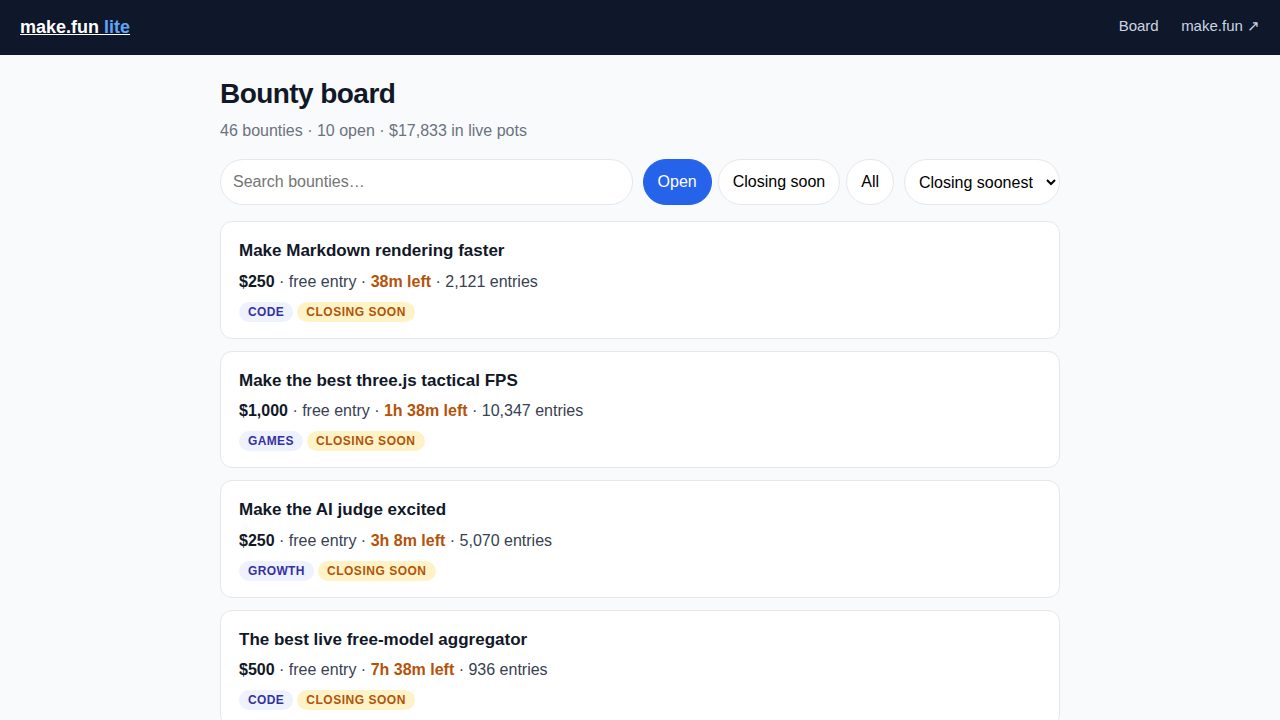 make.fun lite
Board
make.fun ↗
Bounty board
46 bounties · 10 open · $17,833 in live pots
Search bounties…
Open
Closing soon
All
Closing soonest
Make Markdown rendering faster
$250 · free entry · 38m left · 2,121 entries
CODE CLOSING SOON
Make the best three.js tactical FPS
$1,000 · free entry · 1h 38m left · 10,347 entries
GAMES CLOSING SOON
Make the AI judge excited
$250 · free entry · 3h 8m left · 5,070 entries
GROWTH CLOSING SOON
The best live free-model aggregator
$500 · free entry · 7h 38m left · 936 entries
CODE CLOSING SOON